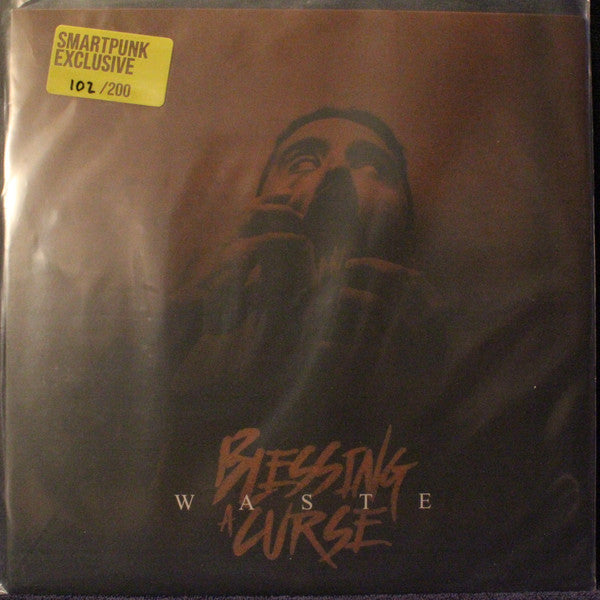 SMARTPUNK
EXCLUSIVE
102/200
BLESSING
WASTE
A CURSE